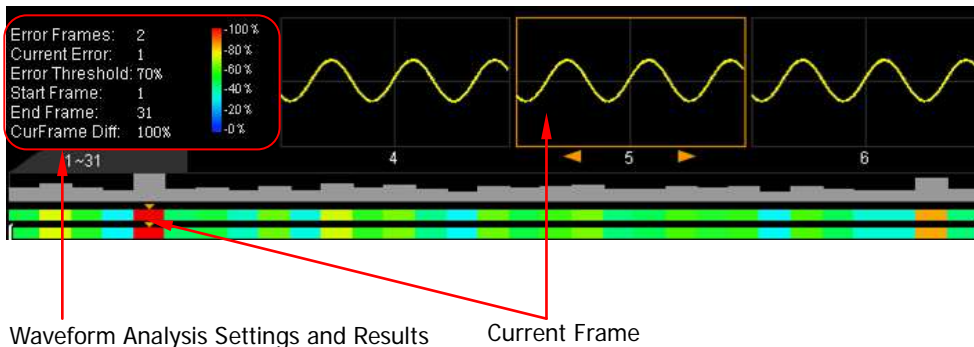 Error Frames: 2
Current Error: 1
Error Threshold: 70%
Start Frame: 1
End Frame: 31
CurFrame Diff: 100%
-100 %
-80 %
-60 %
-40 %
-20 %
-0 %
1~31
4
5
6
Waveform Analysis Settings and Results
Current Frame